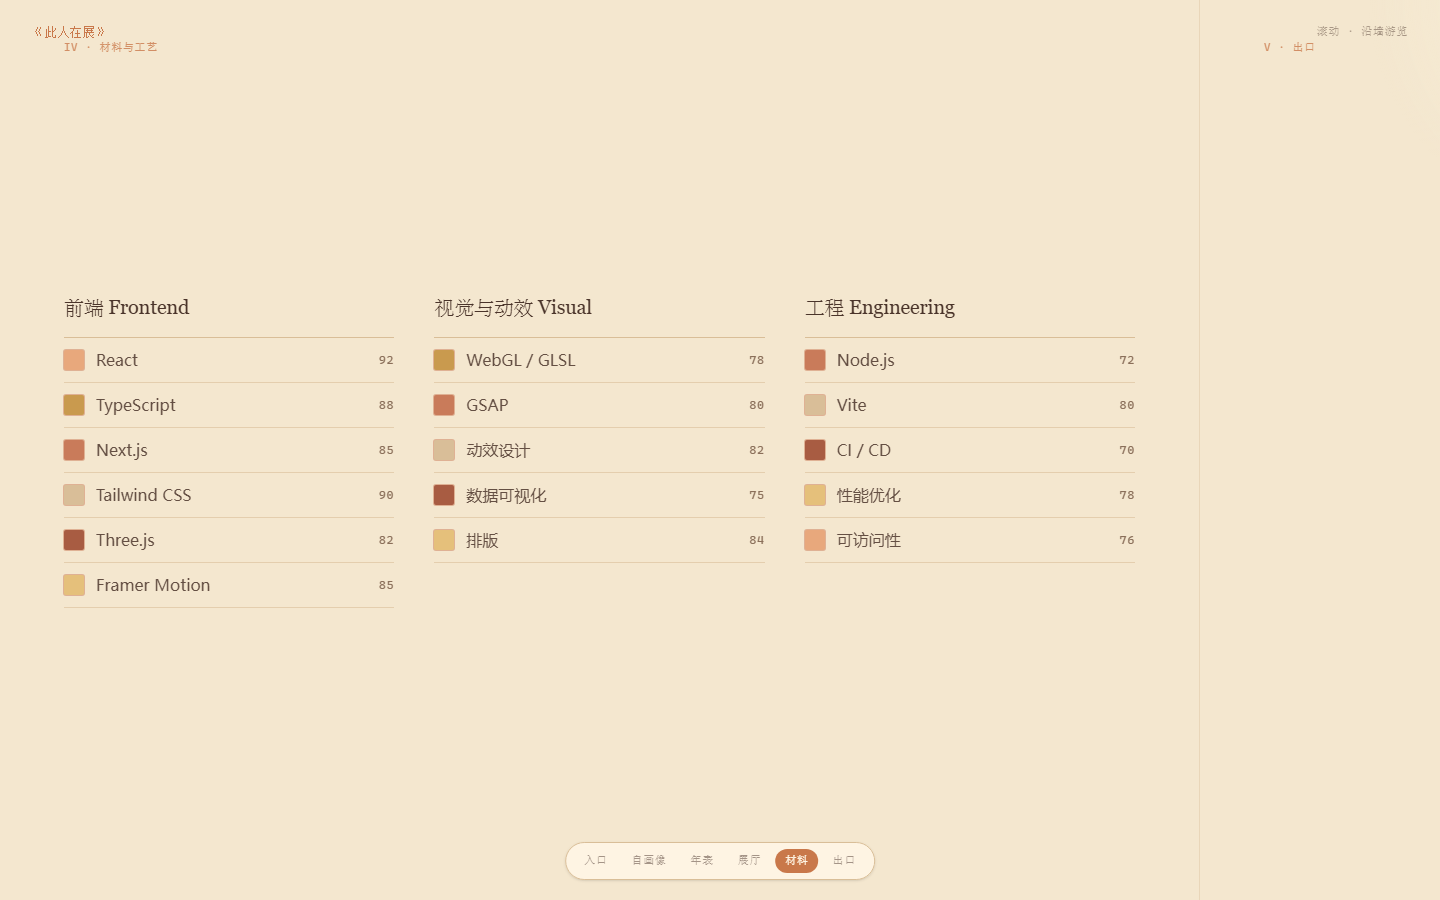 《此人在展》
IV · 材料与工艺
滚动 · 沿墙游览
V · 出口
前端 Frontend
React 92
TypeScript 88
Next.js 85
Tailwind CSS 90
Three.js 82
Framer Motion 85
视觉与动效 Visual
WebGL / GLSL 78
GSAP 80
动效设计 82
数据可视化 75
排版 84
工程 Engineering
Node.js 72
Vite 80
CI / CD 70
性能优化 78
可访问性 76
入口 自画像 年表 展厅 材料 出口